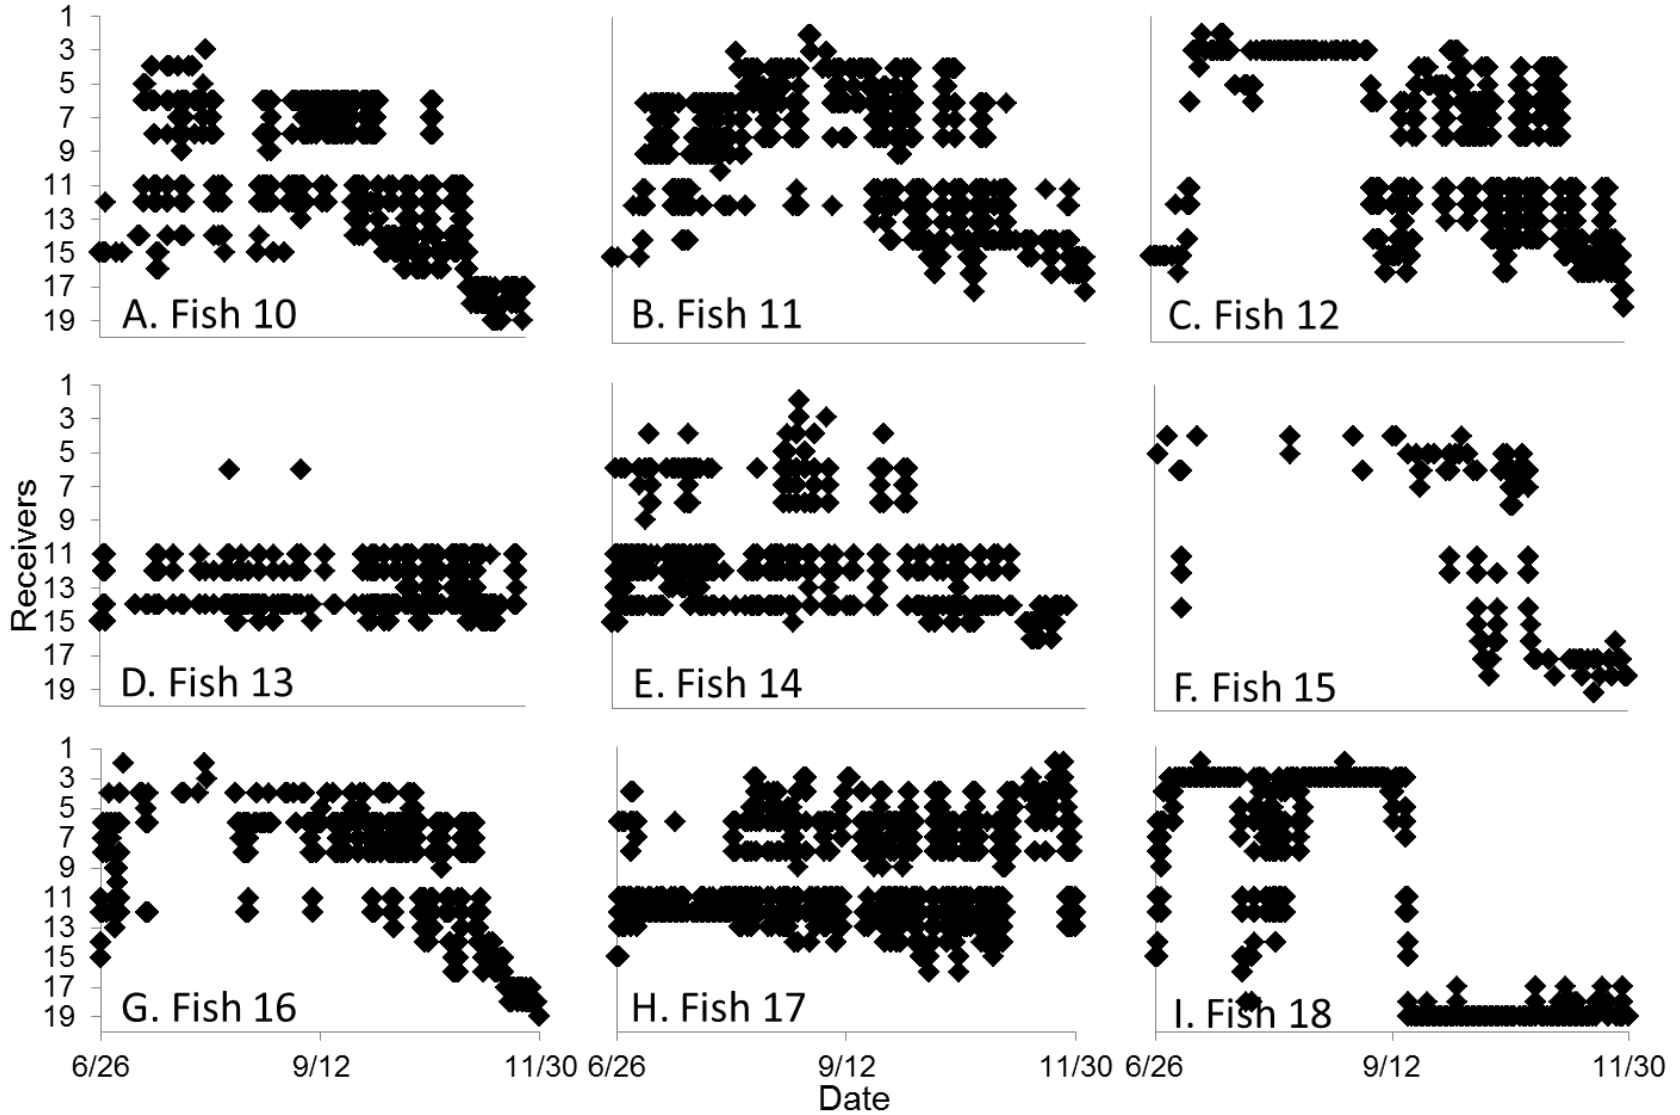 1
3
5
7
9
11
13
15
17
19
A. Fish 10
B. Fish 11
C. Fish 12
Receivers
1
3
5
7
9
11
13
15
17
19
D. Fish 13
E. Fish 14
F. Fish 15
1
3
5
7
9
11
13
15
17
19
G. Fish 16
H. Fish 17
I. Fish 18
6/26 9/12 11/30 6/26 9/12 11/30 6/26 9/12 11/30
Date